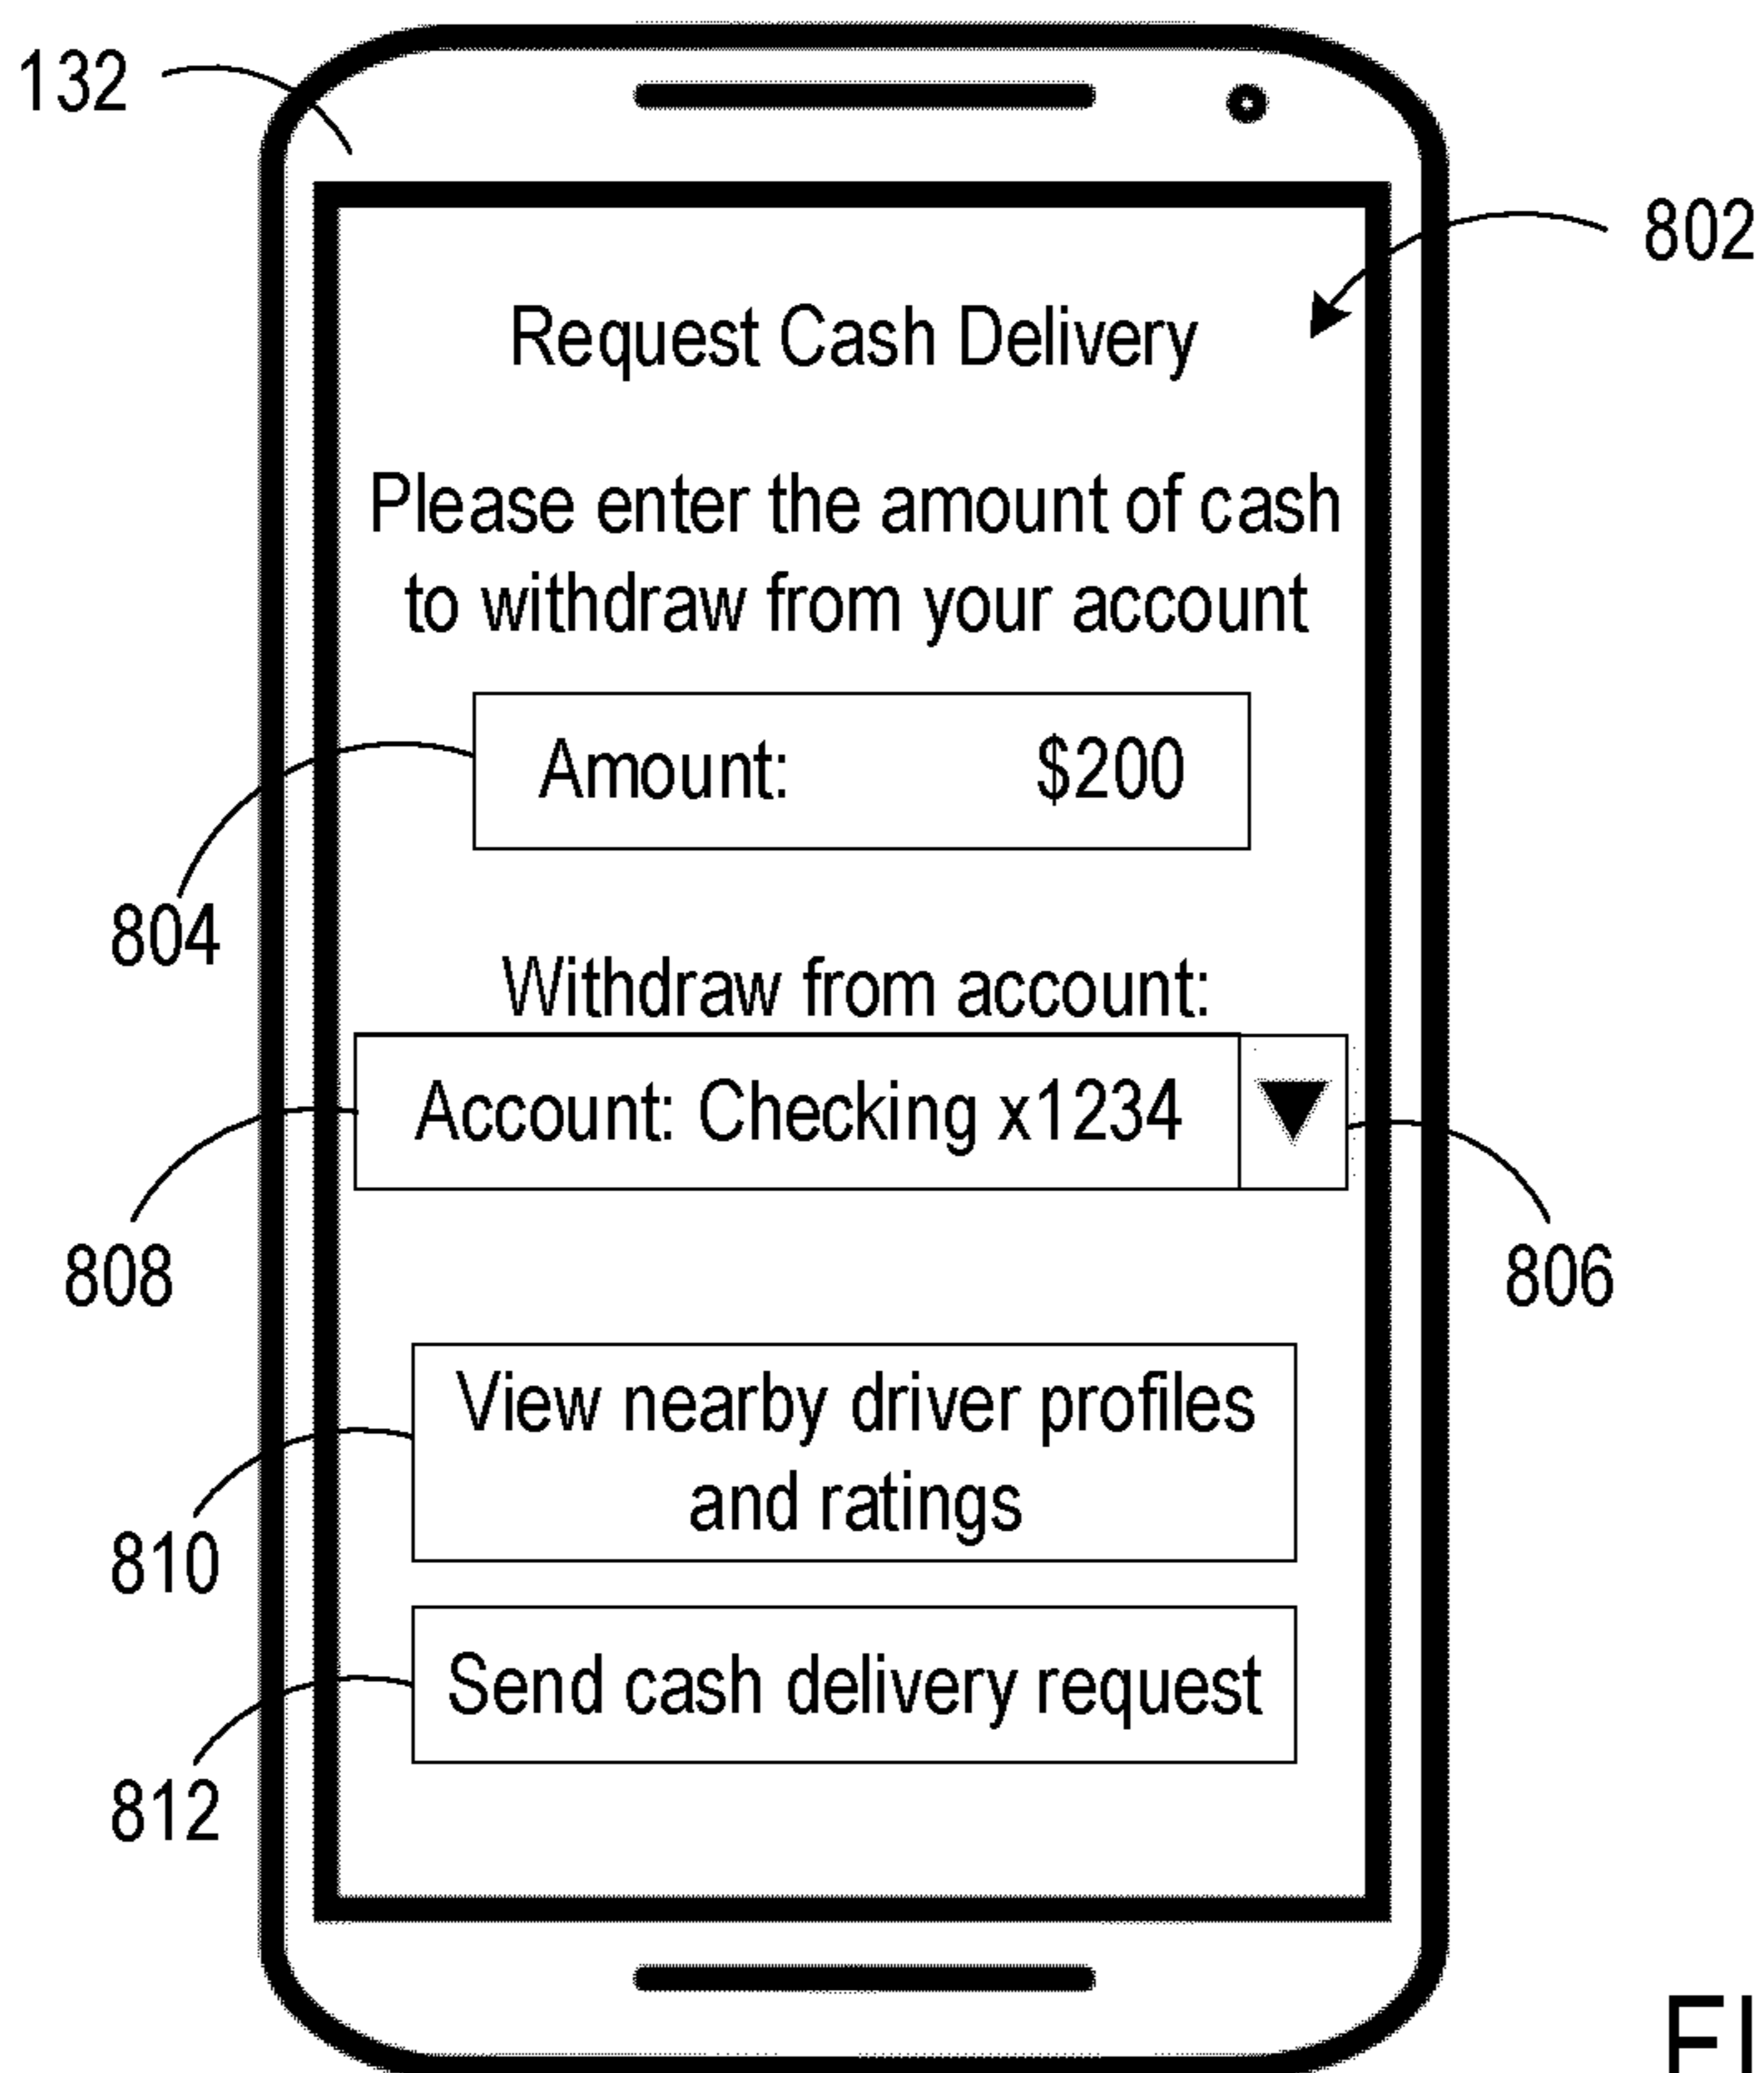 132
802
Request Cash Delivery
Please enter the amount of cash
to withdraw from your account
Amount: $200
804
Withdraw from account:
Account: Checking x1234
808
806
View nearby driver profiles
and ratings
810
Send cash delivery request
812